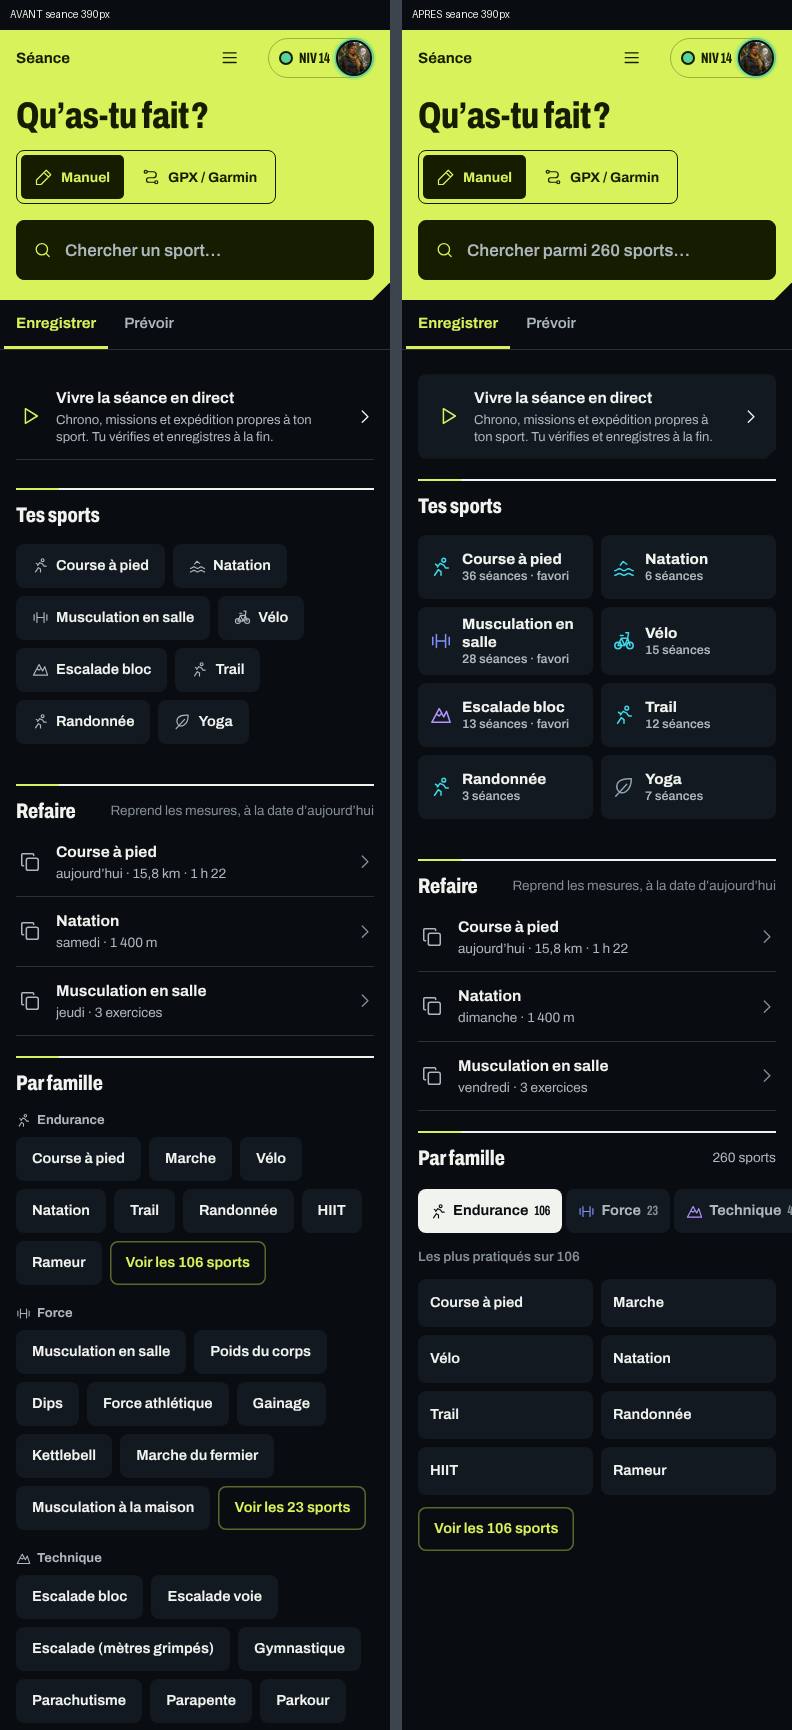 AVANT seance 390px
Séance
NIV 14
Qu’as-tu fait ?
Manuel
GPX / Garmin
Chercher un sport…
Enregistrer
Prévoir
Vivre la séance en direct
Chrono, missions et expédition propres à ton
sport. Tu vérifies et enregistres à la fin.
Tes sports
Course à pied
Natation
Musculation en salle
Vélo
Escalade bloc
Trail
Randonnée
Yoga
Refaire
Reprend les mesures, à la date d’aujourd’hui
Course à pied
aujourd’hui · 15,8 km · 1 h 22
Natation
samedi · 1 400 m
Musculation en salle
jeudi · 3 exercices
Par famille
Endurance
Course à pied
Marche
Vélo
Natation
Trail
Randonnée
HIIT
Rameur
Voir les 106 sports
Force
Musculation en salle
Poids du corps
Dips
Force athlétique
Gainage
Kettlebell
Marche du fermier
Musculation à la maison
Voir les 23 sports
Technique
Escalade bloc
Escalade voie
Escalade (mètres grimpés)
Gymnastique
Parachutisme
Parapente
Parkour
APRES seance 390px
Séance
NIV 14
Qu’as-tu fait ?
Manuel
GPX / Garmin
Chercher parmi 260 sports…
Enregistrer
Prévoir
Vivre la séance en direct
Chrono, missions et expédition propres à
ton sport. Tu vérifies et enregistres à la fin.
Tes sports
Course à pied
36 séances · favori
Natation
6 séances
Musculation en
salle
28 séances · favori
Vélo
15 séances
Escalade bloc
13 séances · favori
Trail
12 séances
Randonnée
3 séances
Yoga
7 séances
Refaire
Reprend les mesures, à la date d’aujourd’hui
Course à pied
aujourd’hui · 15,8 km · 1 h 22
Natation
dimanche · 1 400 m
Musculation en salle
vendredi · 3 exercices
Par famille
260 sports
Endurance 106
Force 23
Technique
Les plus pratiqués sur 106
Course à pied
Marche
Vélo
Natation
Trail
Randonnée
HIIT
Rameur
Voir les 106 sports